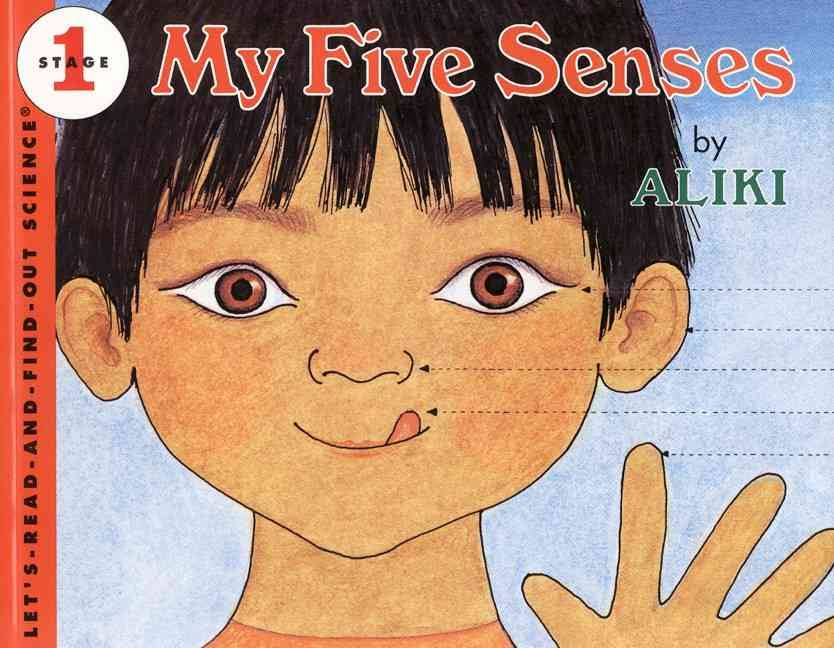 STAGE 1
My Five Senses
by
ALIKI
LET'S-READ-AND-FIND-OUT SCIENCE®